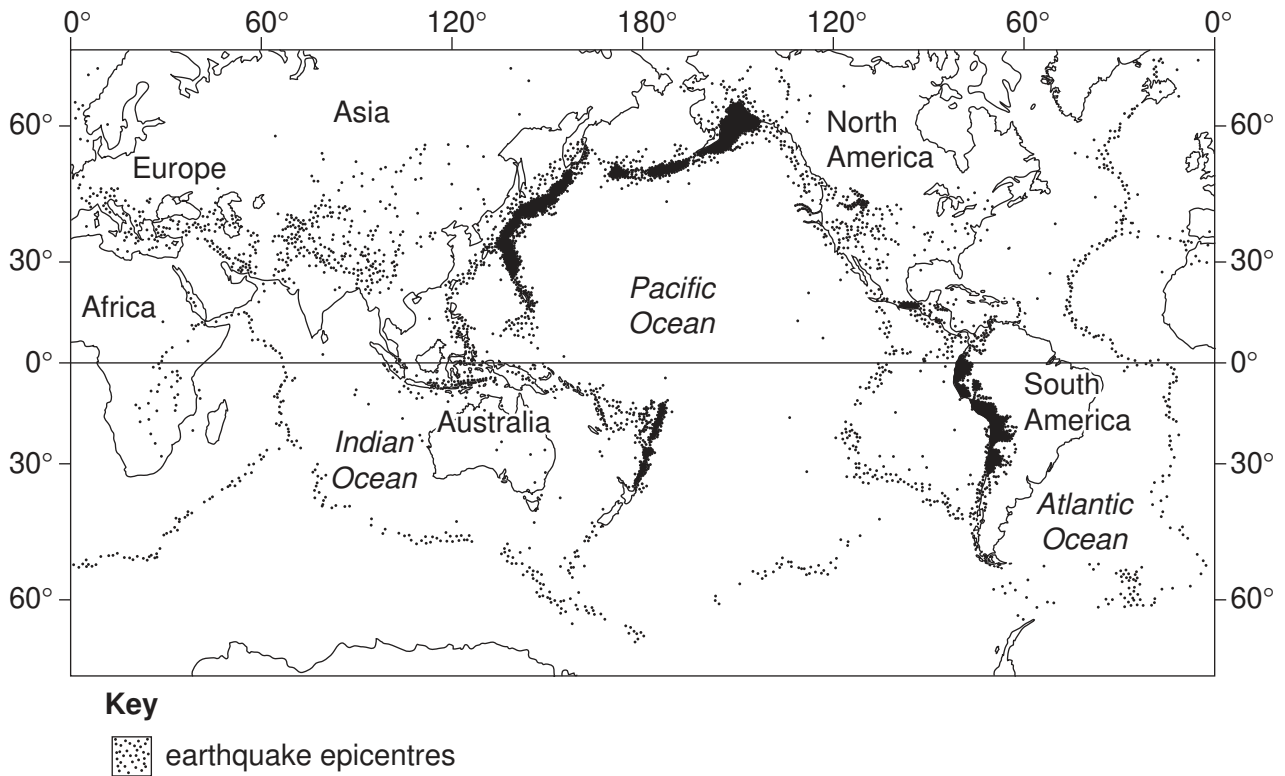 0° 60° 120° 180° 120° 60° 0°
Asia
60° North 60°
America
Europe
30° 30°
Africa
Pacific
Ocean
0° 0°
South
America
Australia
Indian
Ocean
30° 30°
Atlantic
Ocean
60° 60°
Key
earthquake epicentres